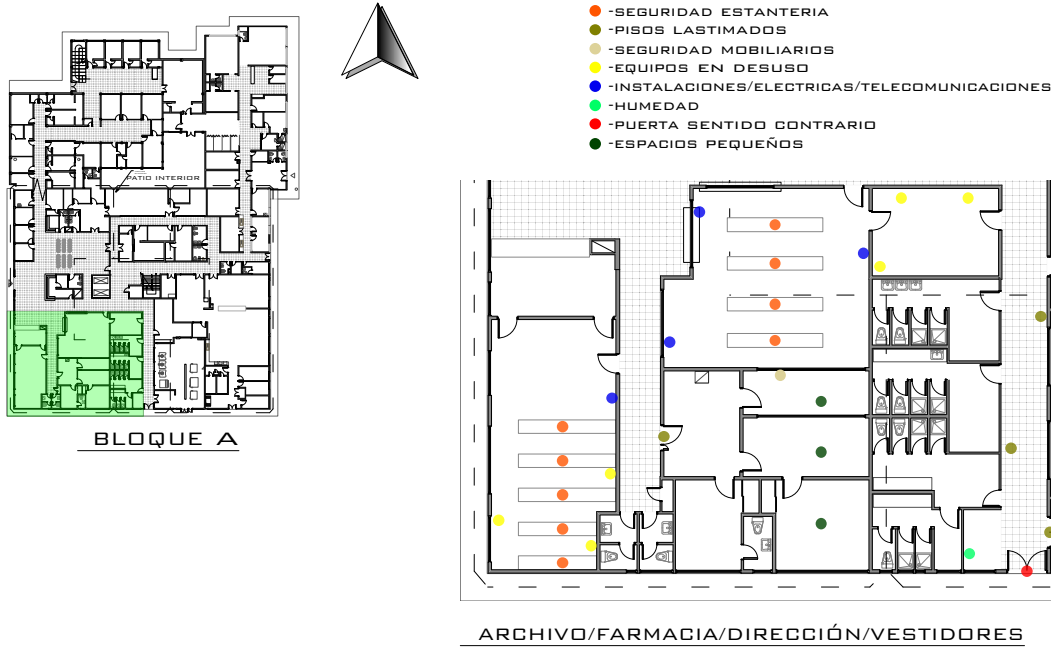 -SEGURIDAD ESTANTERIA
-PISOS LASTIMADOS
-SEGURIDAD MOBILIARIOS
-EQUIPOS EN DESUSO
-INSTALACIONES/ELECTRICAS/TELECOMUNICACIONES
-HUMEDAD
-PUERTA SENTIDO CONTRARIO
-ESPACIOS PEQUEÑOS
PATIO INTERIOR
BLOQUE A
ARCHIVO/FARMACIA/DIRECCIÓN/VESTIDORES